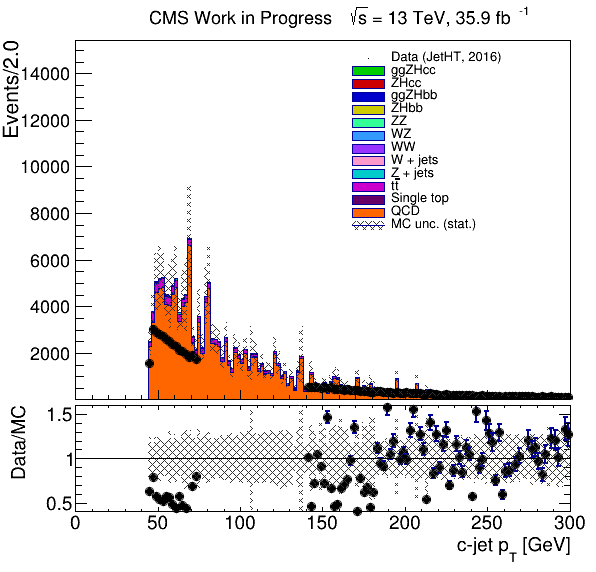 CMS Work in Progress √s = 13 TeV, 35.9 fb -1
Events/2.0
14000
12000
10000
8000
6000
4000
2000
Data (JetHT, 2016)
ggZHcc
ZHcc
ggZHbb
ZHbb
ZZ
WZ
WW
W + jets
Z + jets
tt̄
Single top
QCD
MC unc. (stat.)
Data/MC
1.5
1
0.5
0 50 100 150 200 250 300
c-jet pT [GeV]